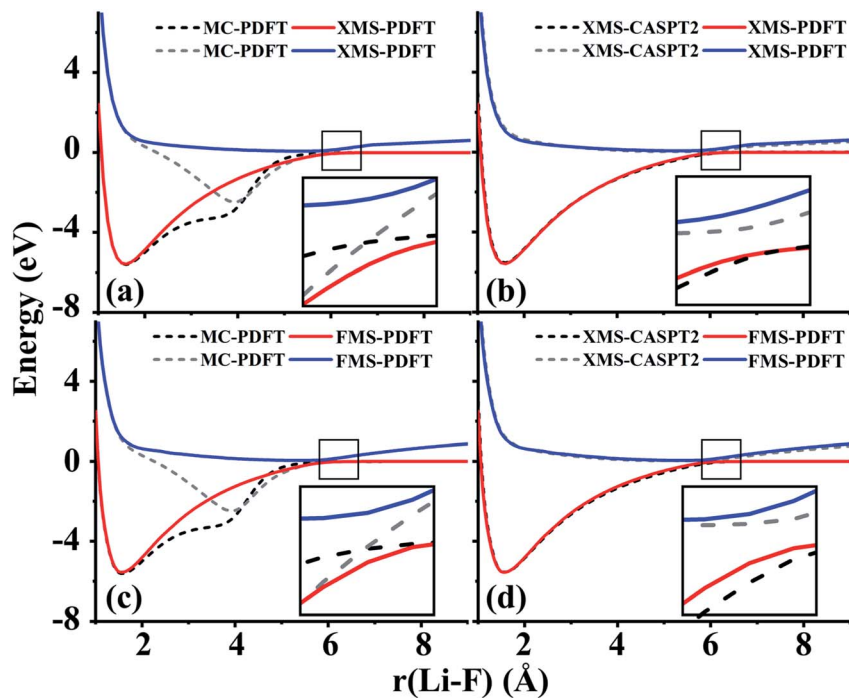 MC-PDFT XMS-PDFT
MC-PDFT XMS-PDFT
XMS-CASPT2 XMS-PDFT
XMS-CASPT2 XMS-PDFT
4
0
-4
-8
(a)
(b)
MC-PDFT FMS-PDFT
MC-PDFT FMS-PDFT
XMS-CASPT2 FMS-PDFT
XMS-CASPT2 FMS-PDFT
4
0
-4
-8
(c)
(d)
2 4 6 8 2 4 6 8
Energy (eV)
r(Li-F) (Å)